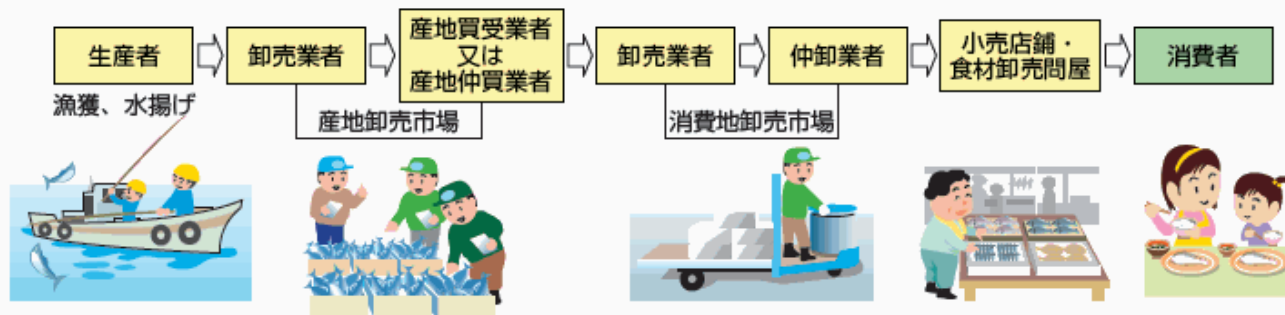 生産者
卸売業者
産地買受業者
又は
産地仲買業者
卸売業者
仲卸業者
小売店舗・
食材卸売問屋
消費者
漁獲、水揚げ
産地卸売市場
消費地卸売市場